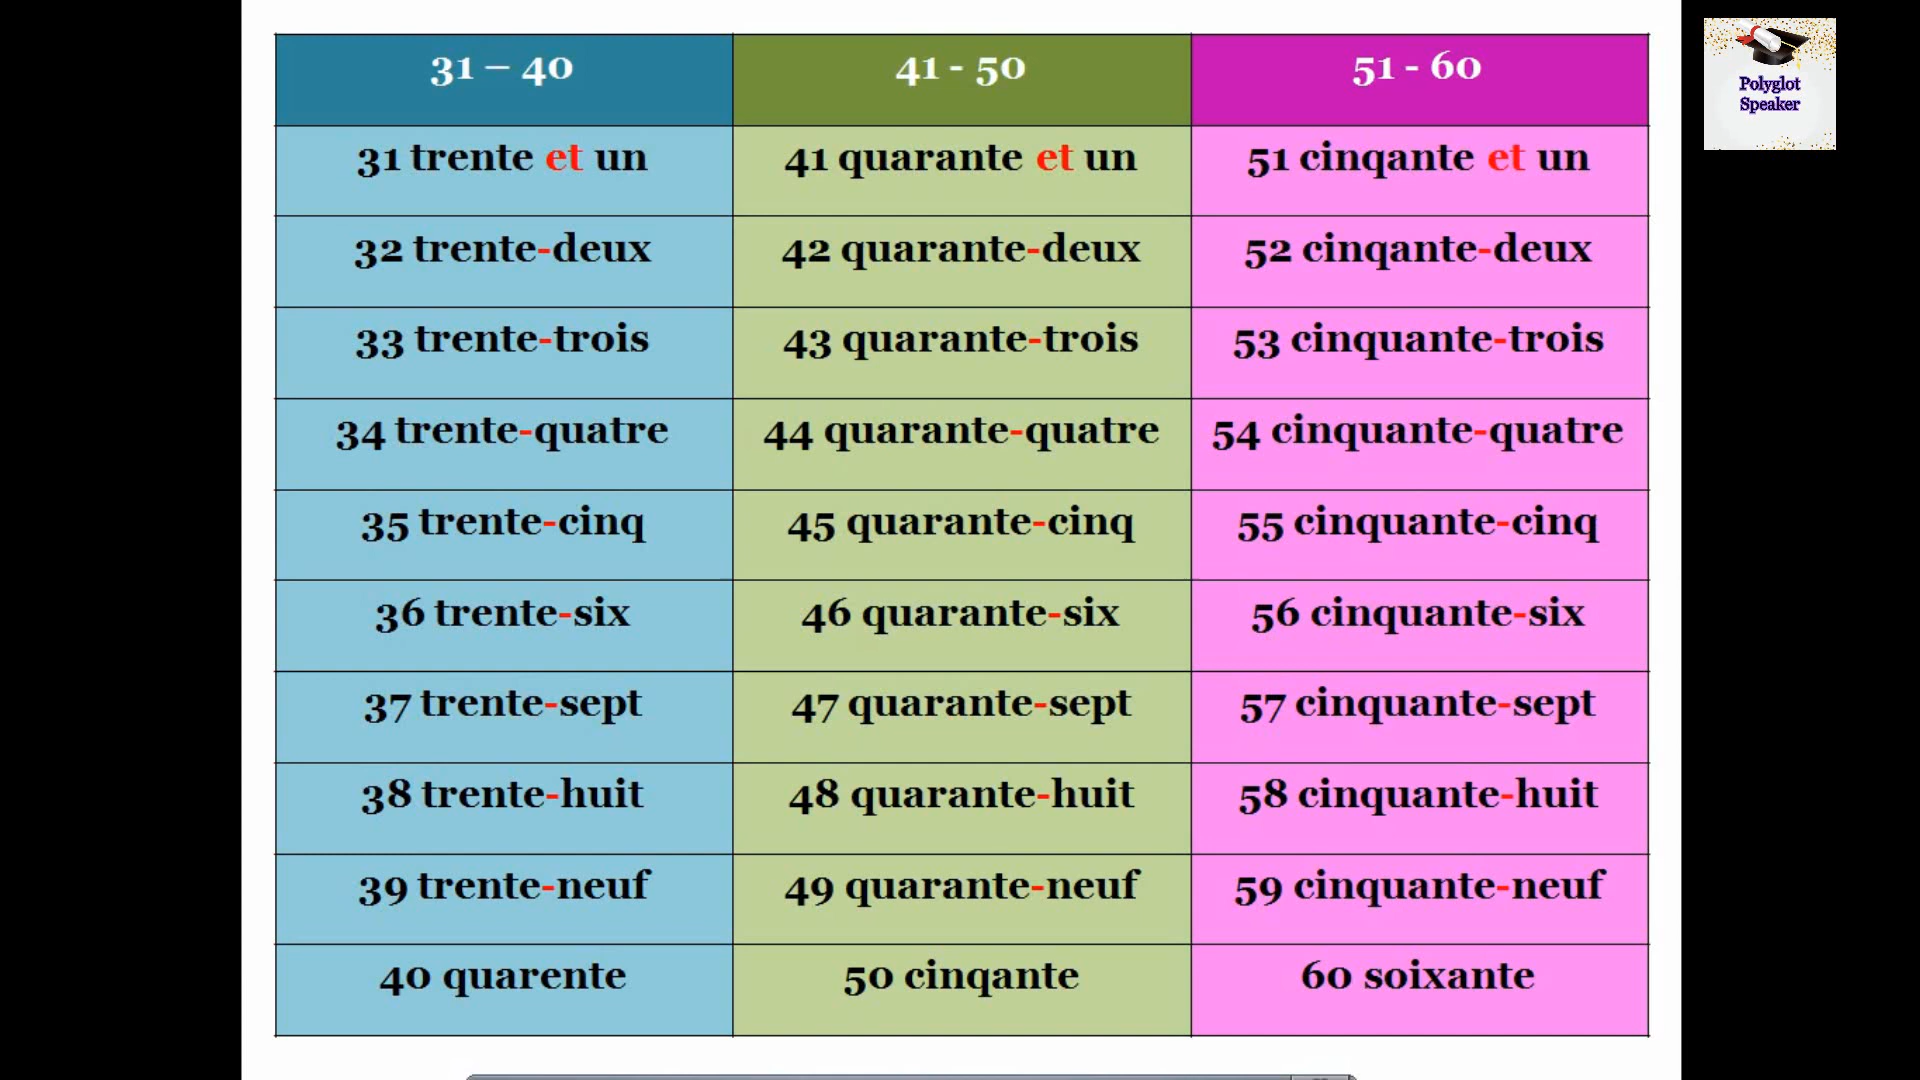 31 – 40 41 - 50 51 - 60
31 trente et un 41 quarante et un 51 cinqante et un
32 trente-deux 42 quarante-deux 52 cinqante-deux
33 trente-trois 43 quarante-trois 53 cinquante-trois
34 trente-quatre 44 quarante-quatre 54 cinquante-quatre
35 trente-cinq 45 quarante-cinq 55 cinquante-cinq
36 trente-six 46 quarante-six 56 cinquante-six
37 trente-sept 47 quarante-sept 57 cinquante-sept
38 trente-huit 48 quarante-huit 58 cinquante-huit
39 trente-neuf 49 quarante-neuf 59 cinquante-neuf
40 quarente 50 cinqante 60 soixante
Polyglot
Speaker